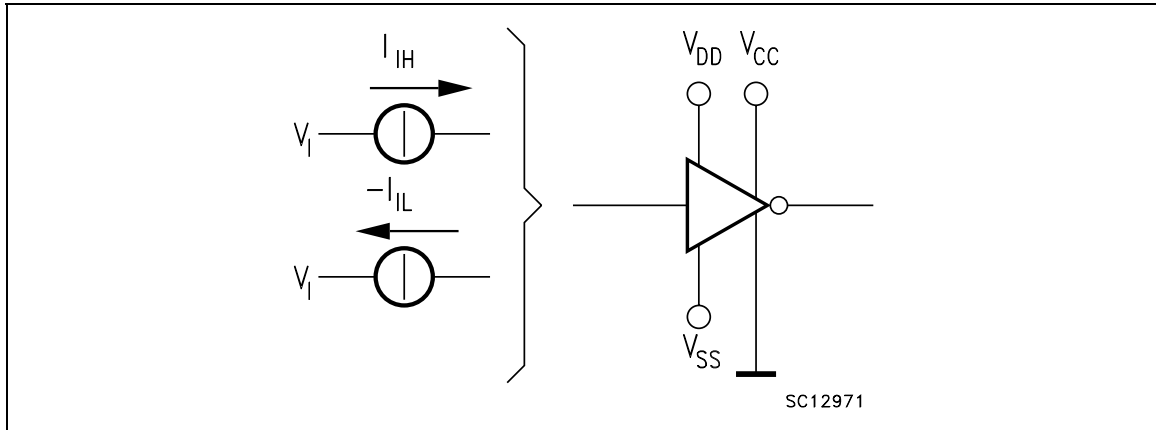 I_IH
V_I
−I_IL
V_I
V_DD V_CC
V_SS
SC12971